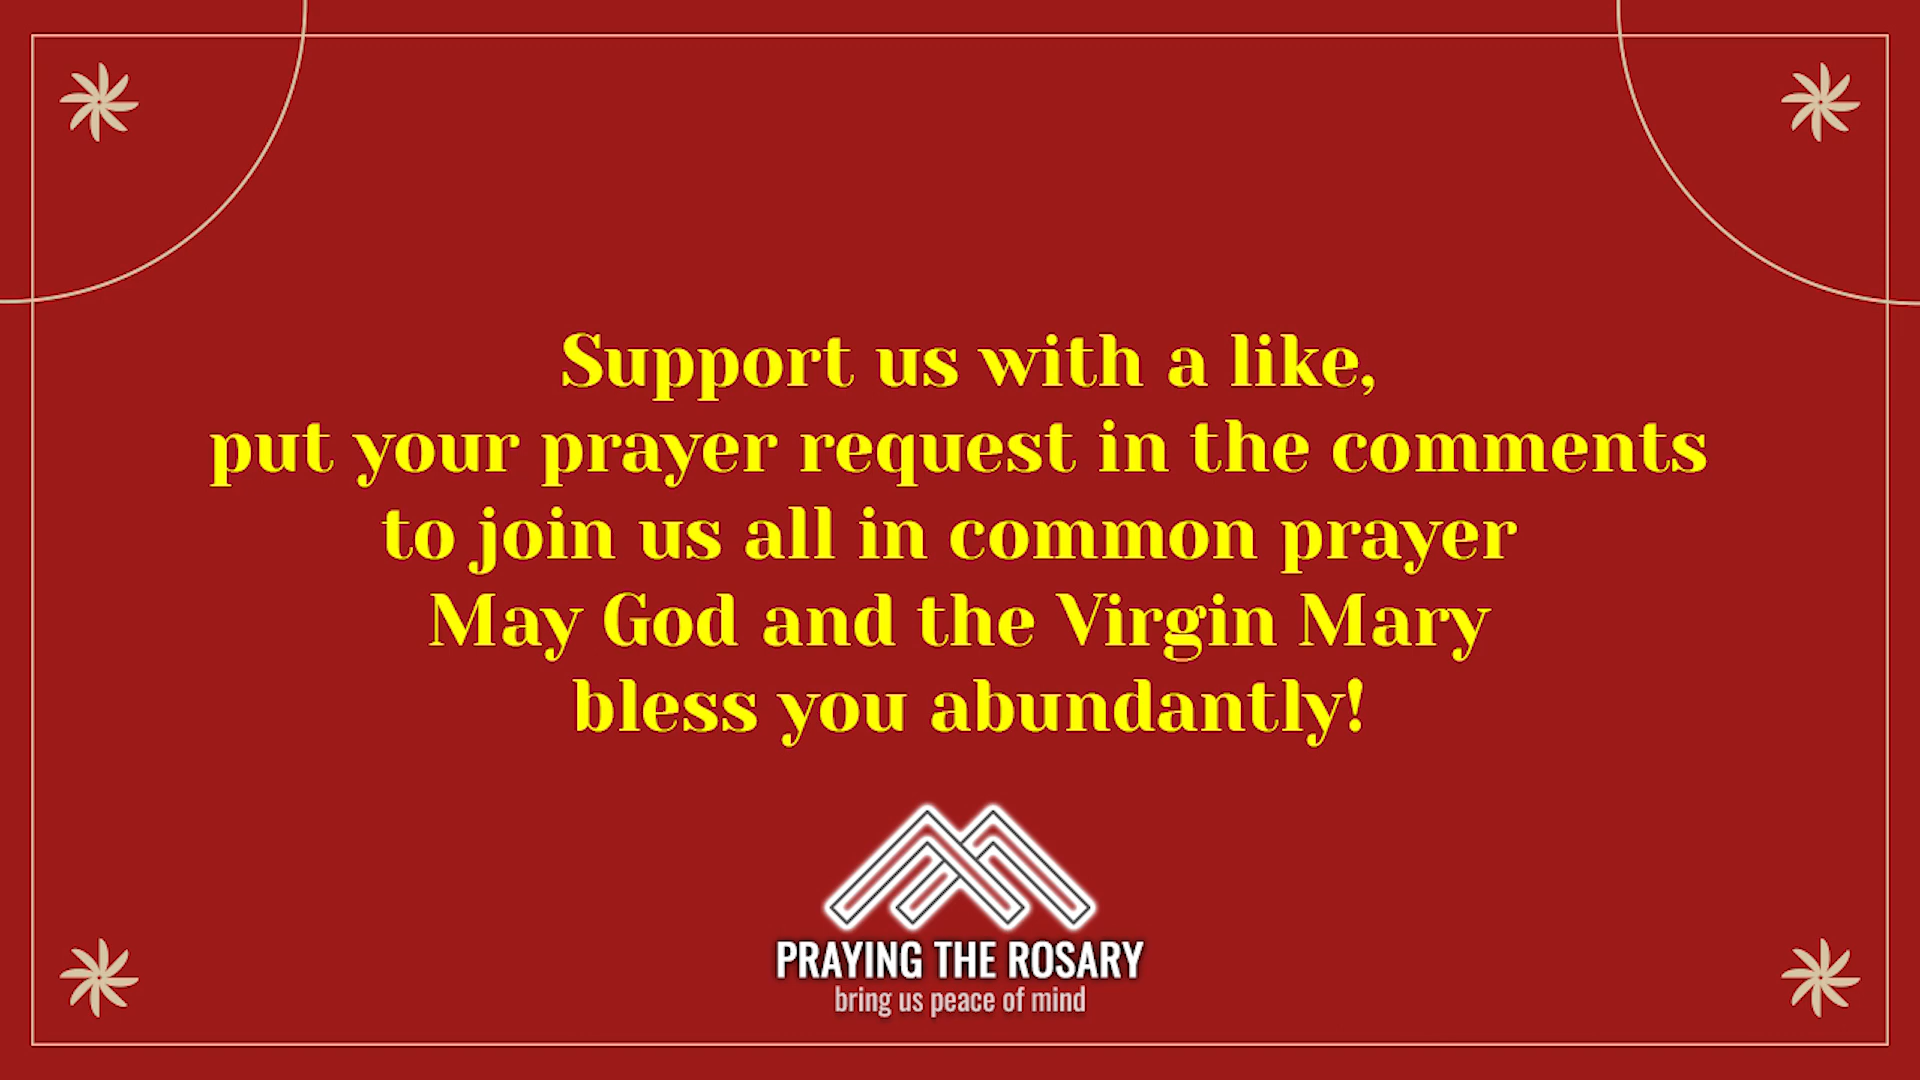 Support us with a like,
put your prayer request in the comments
to join us all in common prayer
May God and the Virgin Mary
bless you abundantly!
PRAYING THE ROSARY
bring us peace of mind